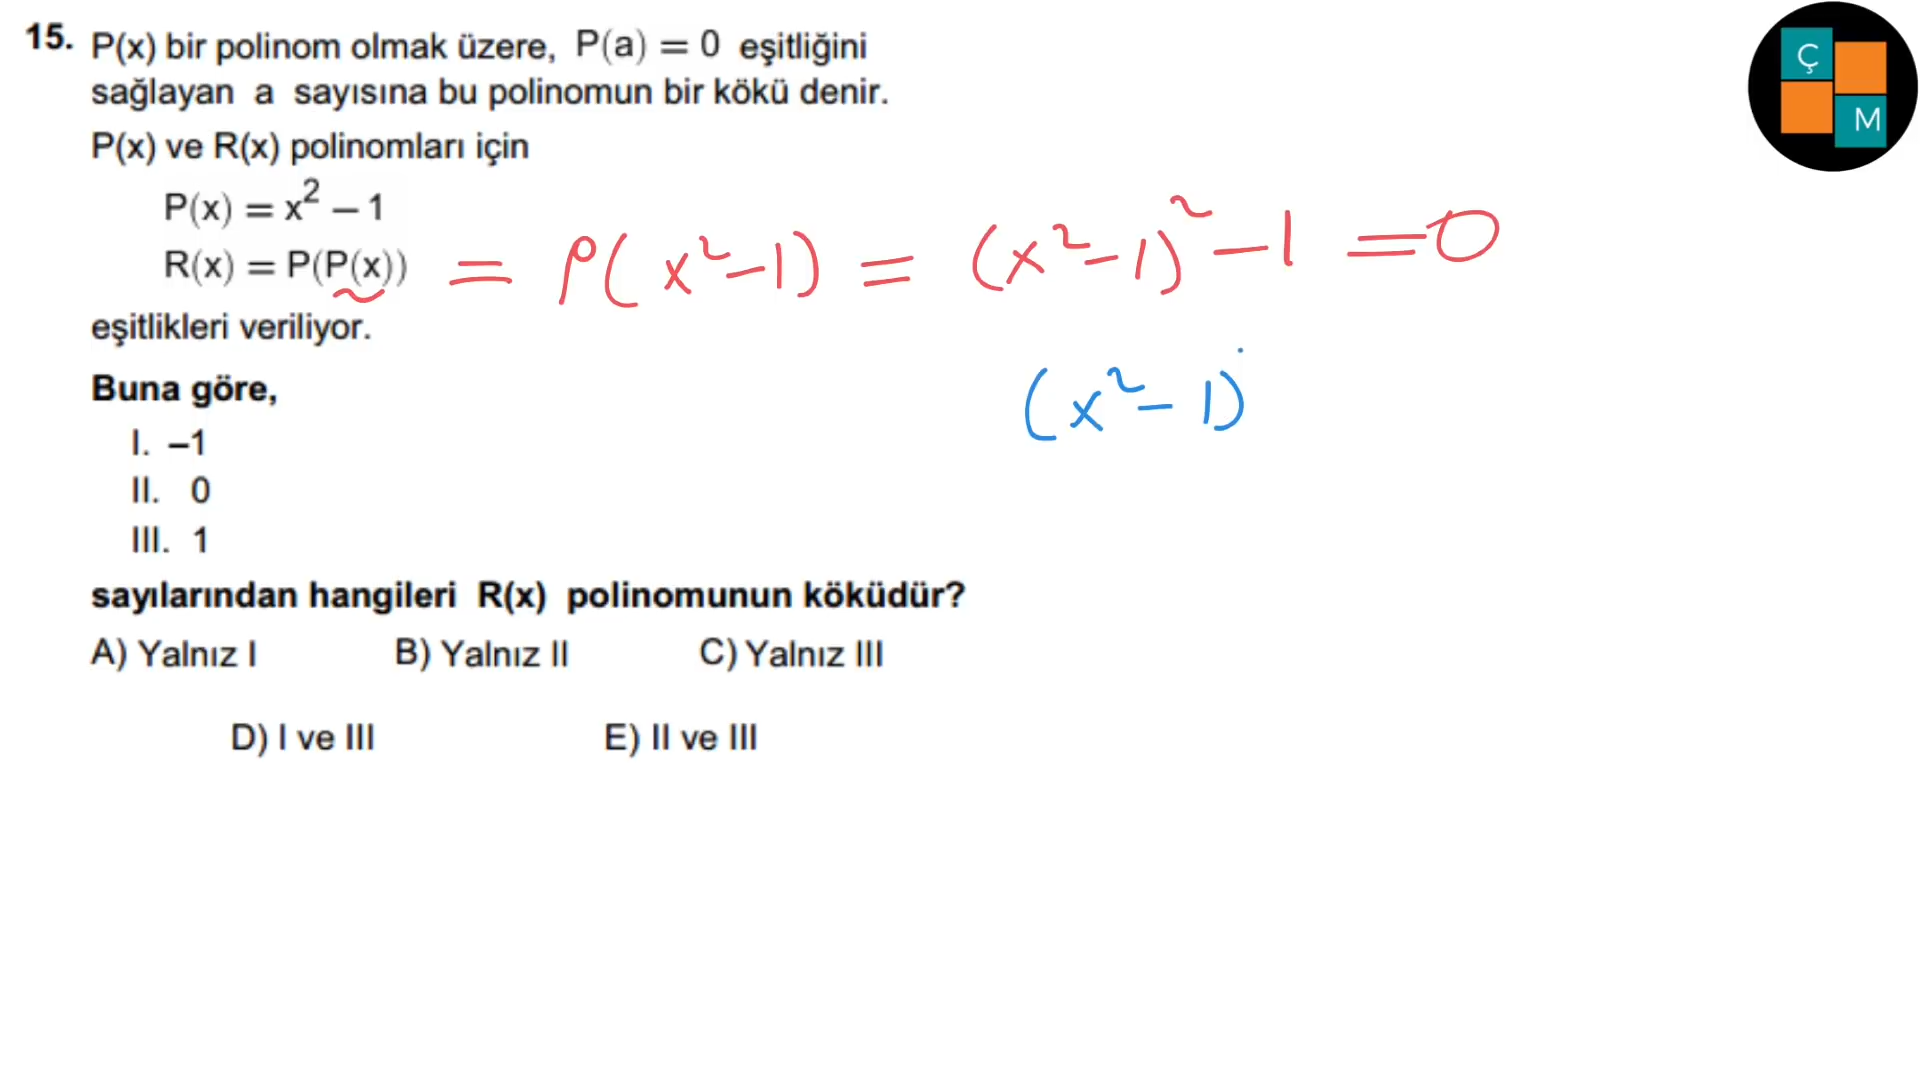 15. P(x) bir polinom olmak üzere, P(a) = 0 eşitliğini
sağlayan a sayısına bu polinomun bir kökü denir.
P(x) ve R(x) polinomları için
P(x) = x² – 1
R(x) = P(P(x)) = P(x²-1) = (x²-1)²-1 = 0
eşitlikleri veriliyor.
(x²-1)
Buna göre,
I. –1
II. 0
III. 1
sayılarından hangileri R(x) polinomunun köküdür?
A) Yalnız I B) Yalnız II C) Yalnız III
D) I ve III E) II ve III
Ç
M